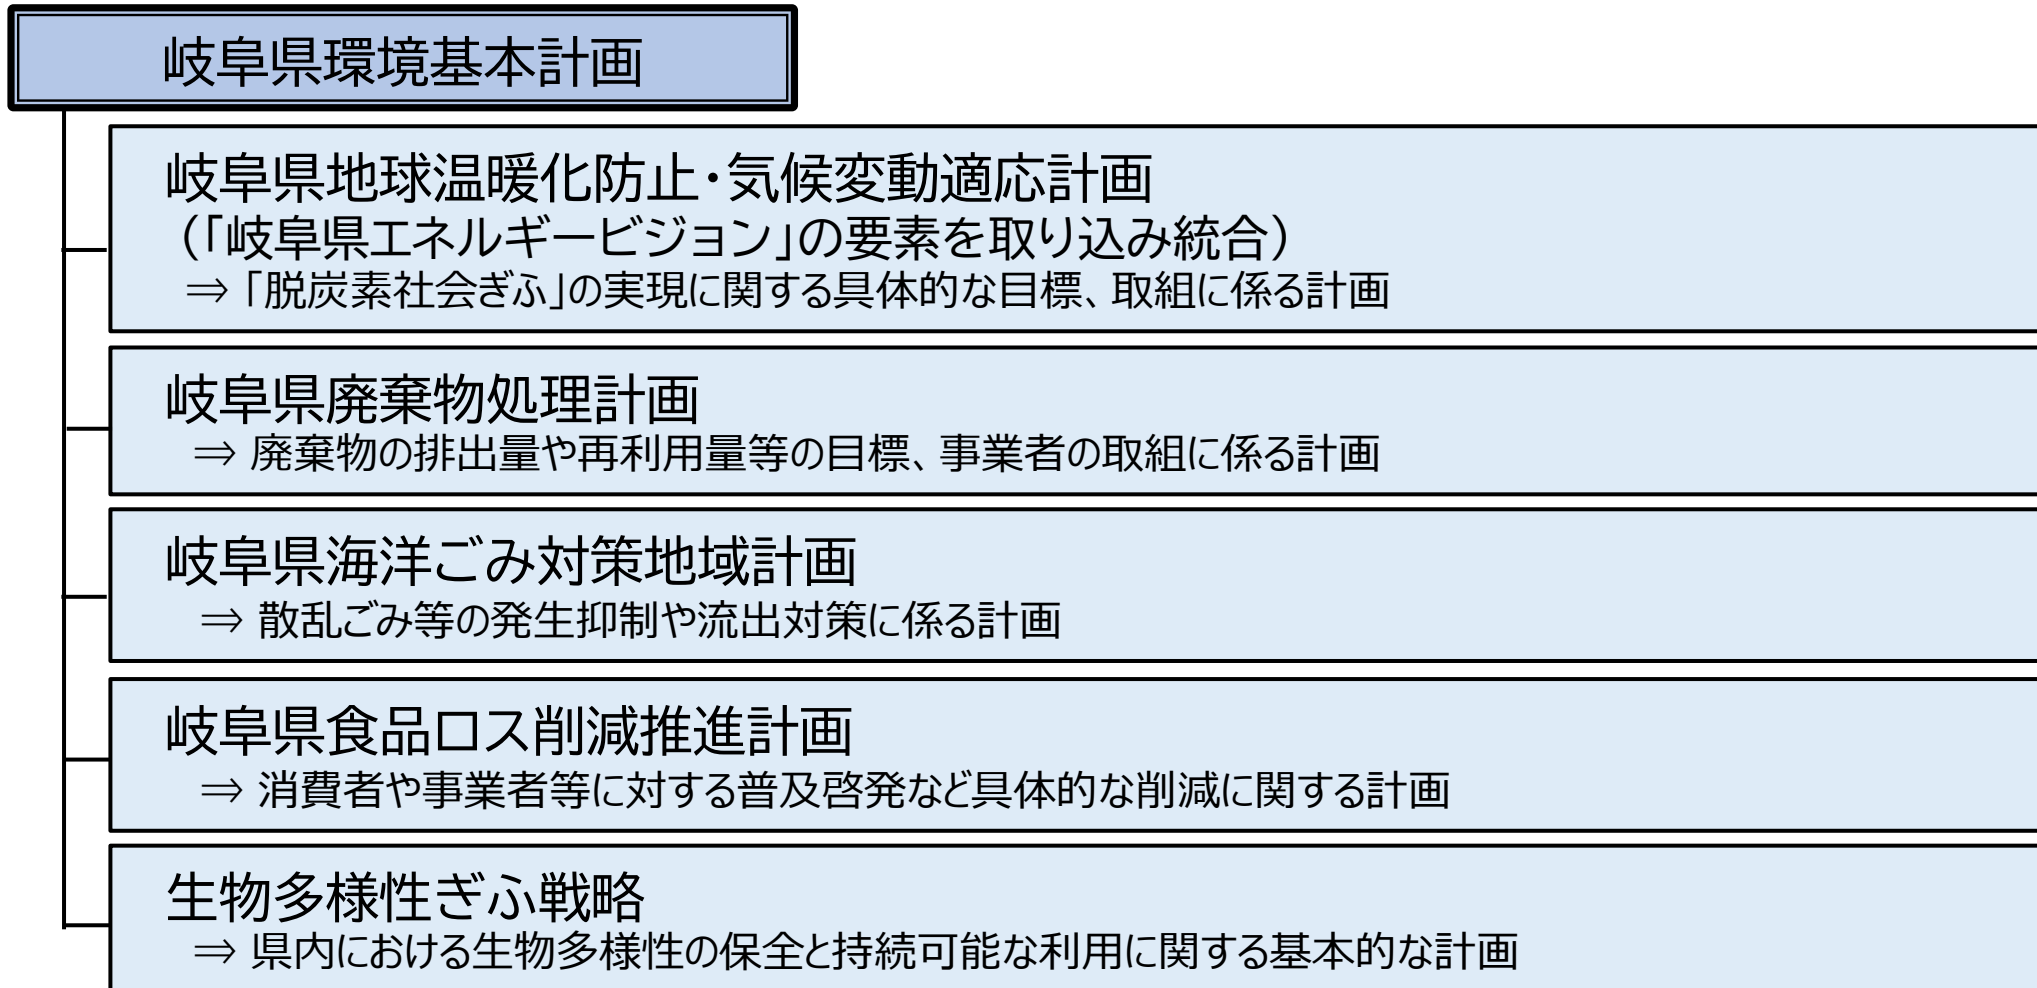 岐阜県環境基本計画
岐阜県地球温暖化防止・気候変動適応計画
（「岐阜県エネルギービジョン」の要素を取り込み統合）
⇒「脱炭素社会ぎふ」の実現に関する具体的な目標、取組に係る計画
岐阜県廃棄物処理計画
⇒ 廃棄物の排出量や再利用量等の目標、事業者の取組に係る計画
岐阜県海洋ごみ対策地域計画
⇒ 散乱ごみ等の発生抑制や流出対策に係る計画
岐阜県食品ロス削減推進計画
⇒ 消費者や事業者等に対する普及啓発など具体的な削減に関する計画
生物多様性ぎふ戦略
⇒ 県内における生物多様性の保全と持続可能な利用に関する基本的な計画